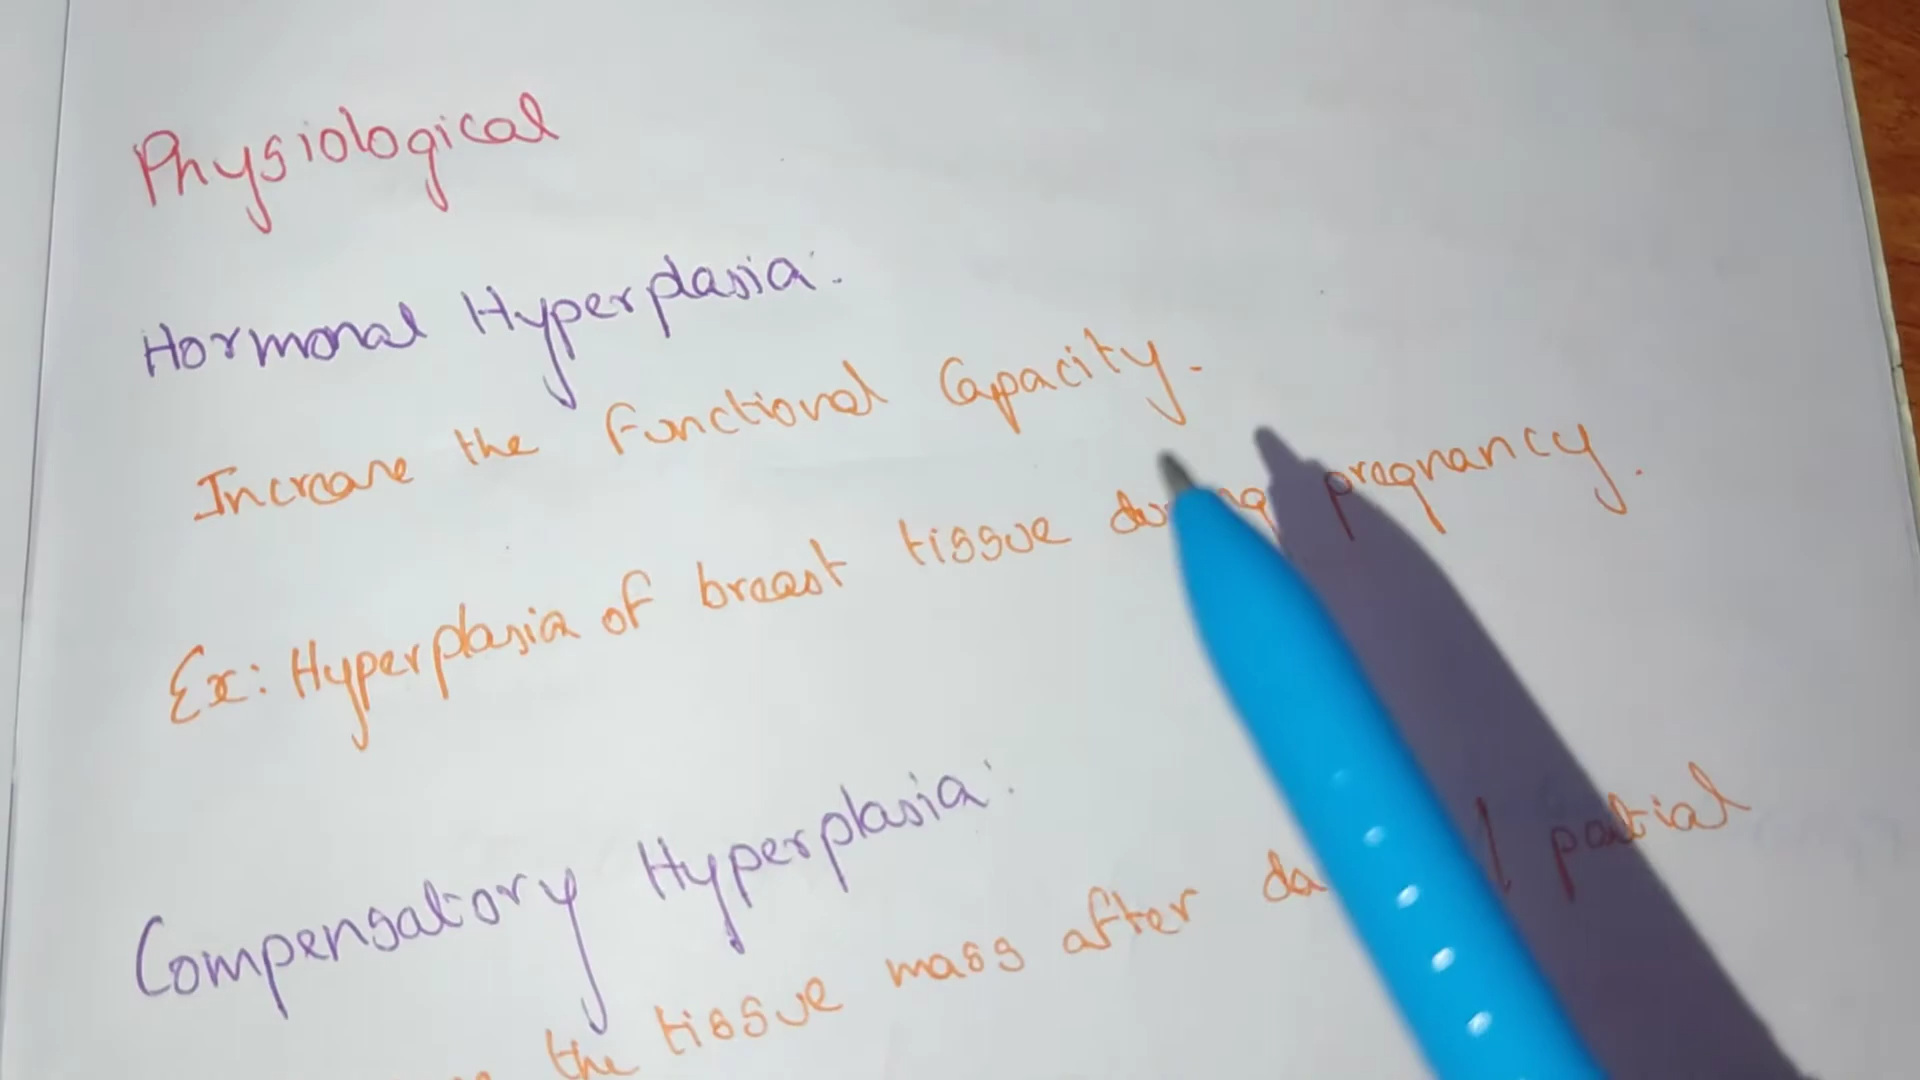 Physiological
Hormonal Hyperplasia:
Increase the functional Capacity.
Ex: Hyperplasia of breast tissue during pregnancy.
Compensatory Hyperplasia:
the tissue mass after partial